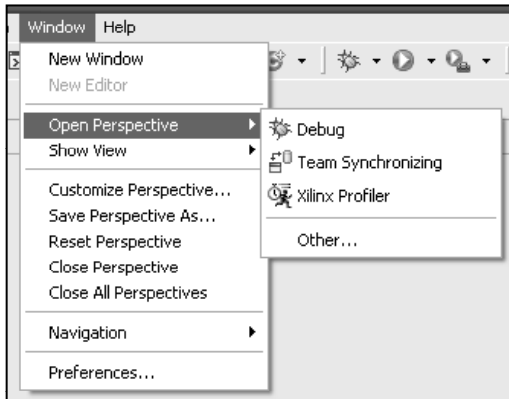 Window Help
New Window
New Editor
Open Perspective
Show View
Customize Perspective...
Save Perspective As...
Reset Perspective
Close Perspective
Close All Perspectives
Navigation
Preferences...
Debug
Team Synchronizing
Xilinx Profiler
Other...